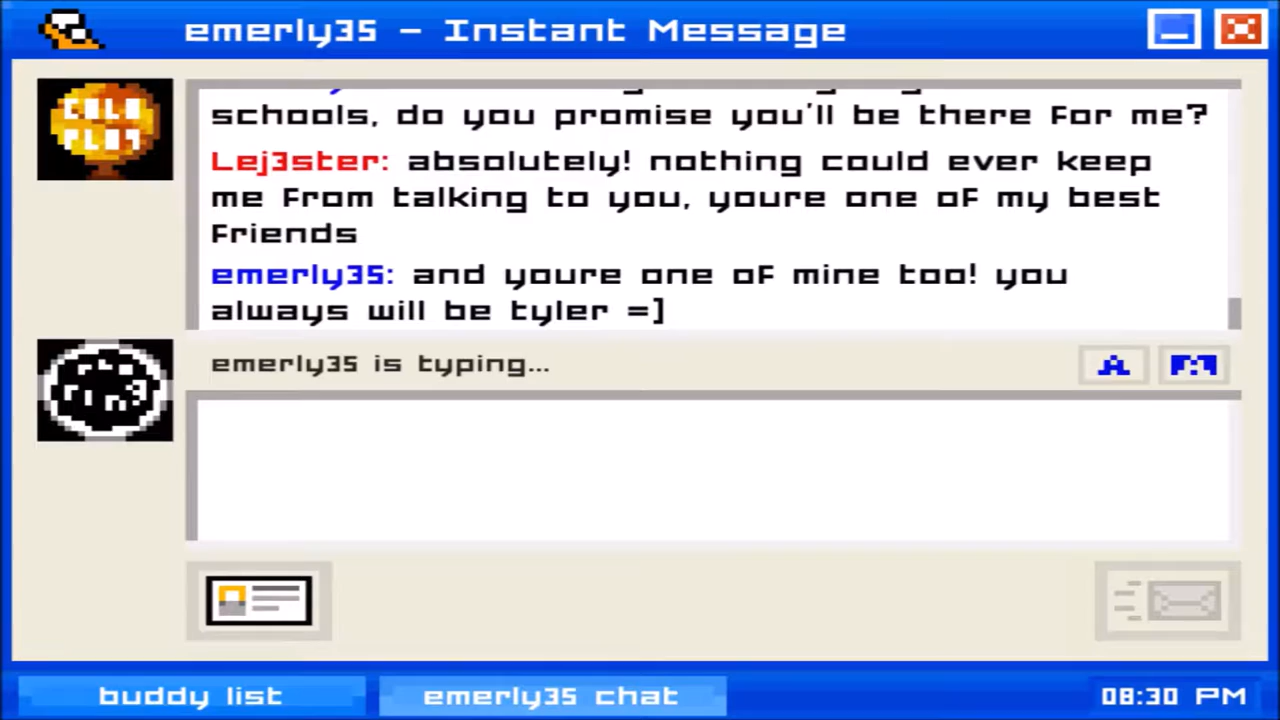 emerly35 - Instant Message
schools, do you promise you'll be there for me?
Lej3ster: absolutely! nothing could ever keep
me from talking to you, youre one of my best
friends
emerly35: and youre one of mine too! you
always will be tyler =]
emerly35 is typing...
A
buddy list
emerly35 chat
08:30 PM